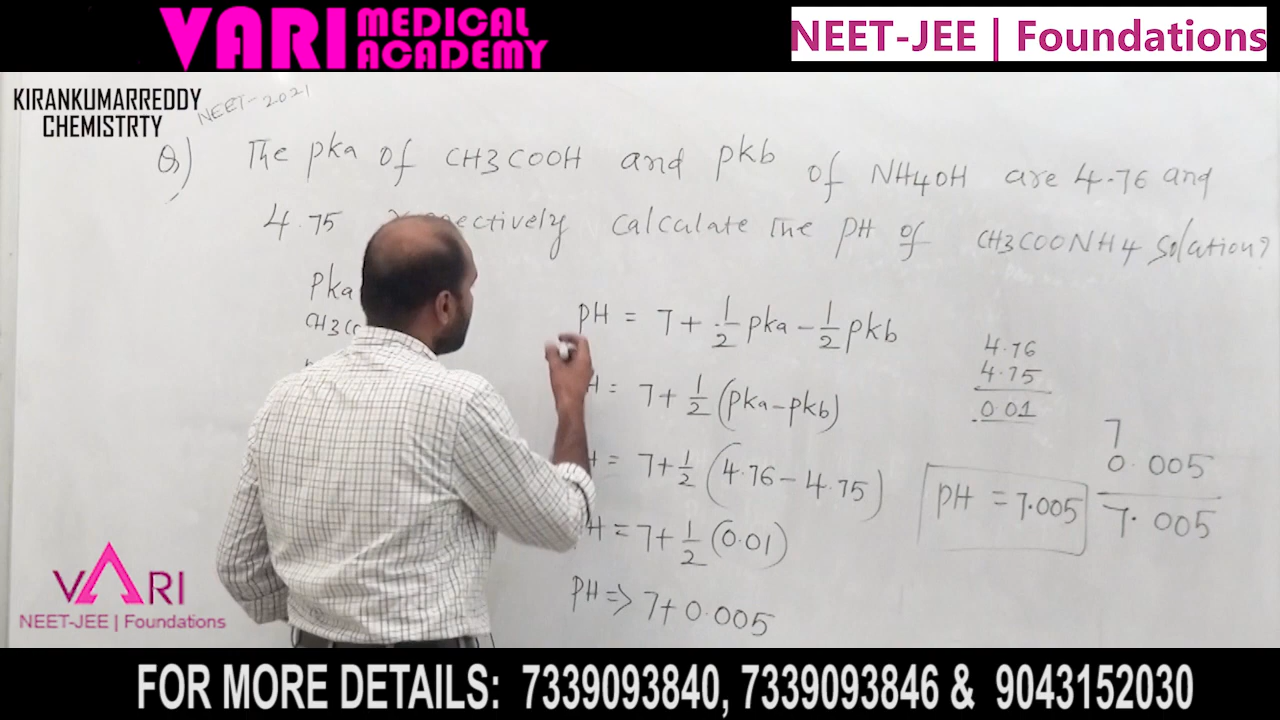 VARI MEDICAL ACADEMY
NEET-JEE | Foundations
KIRANKUMARREDDY
CHEMISTRTY
NEET-2021
Q) The pka of CH3COOH and pkb of NH4OH are 4.76 and
4.75 calculate the PH of CH3COONH4 solution?
Pka
PH = 7 + 1/2 pka - 1/2 pkb
H = 7 + 1/2 (pka - pkb)
H = 7 + 1/2 (4.76 - 4.75)
H = 7 + 1/2 (0.01)
PH => 7 + 0.005
4.76
4.75
0.01
7
0.005
7.005
PH = 7.005
VARI
NEET-JEE | Foundations
FOR MORE DETAILS: 7339093840, 7339093846 & 9043152030